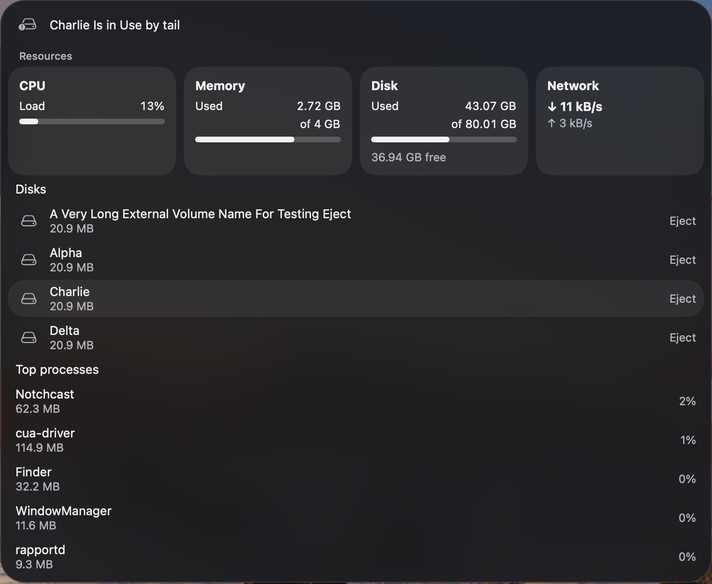 Charlie Is in Use by tail
Resources
CPU
Load 13%
Memory
Used 2.72 GB
of 4 GB
Disk
Used 43.07 GB
of 80.01 GB
36.94 GB free
Network
↓ 11 kB/s
↑ 3 kB/s
Disks
A Very Long External Volume Name For Testing Eject
20.9 MB
Eject
Alpha
20.9 MB
Eject
Charlie
20.9 MB
Eject
Delta
20.9 MB
Eject
Top processes
Notchcast
62.3 MB
2%
cua-driver
114.9 MB
1%
Finder
32.2 MB
0%
WindowManager
11.6 MB
0%
rapportd
9.3 MB
0%